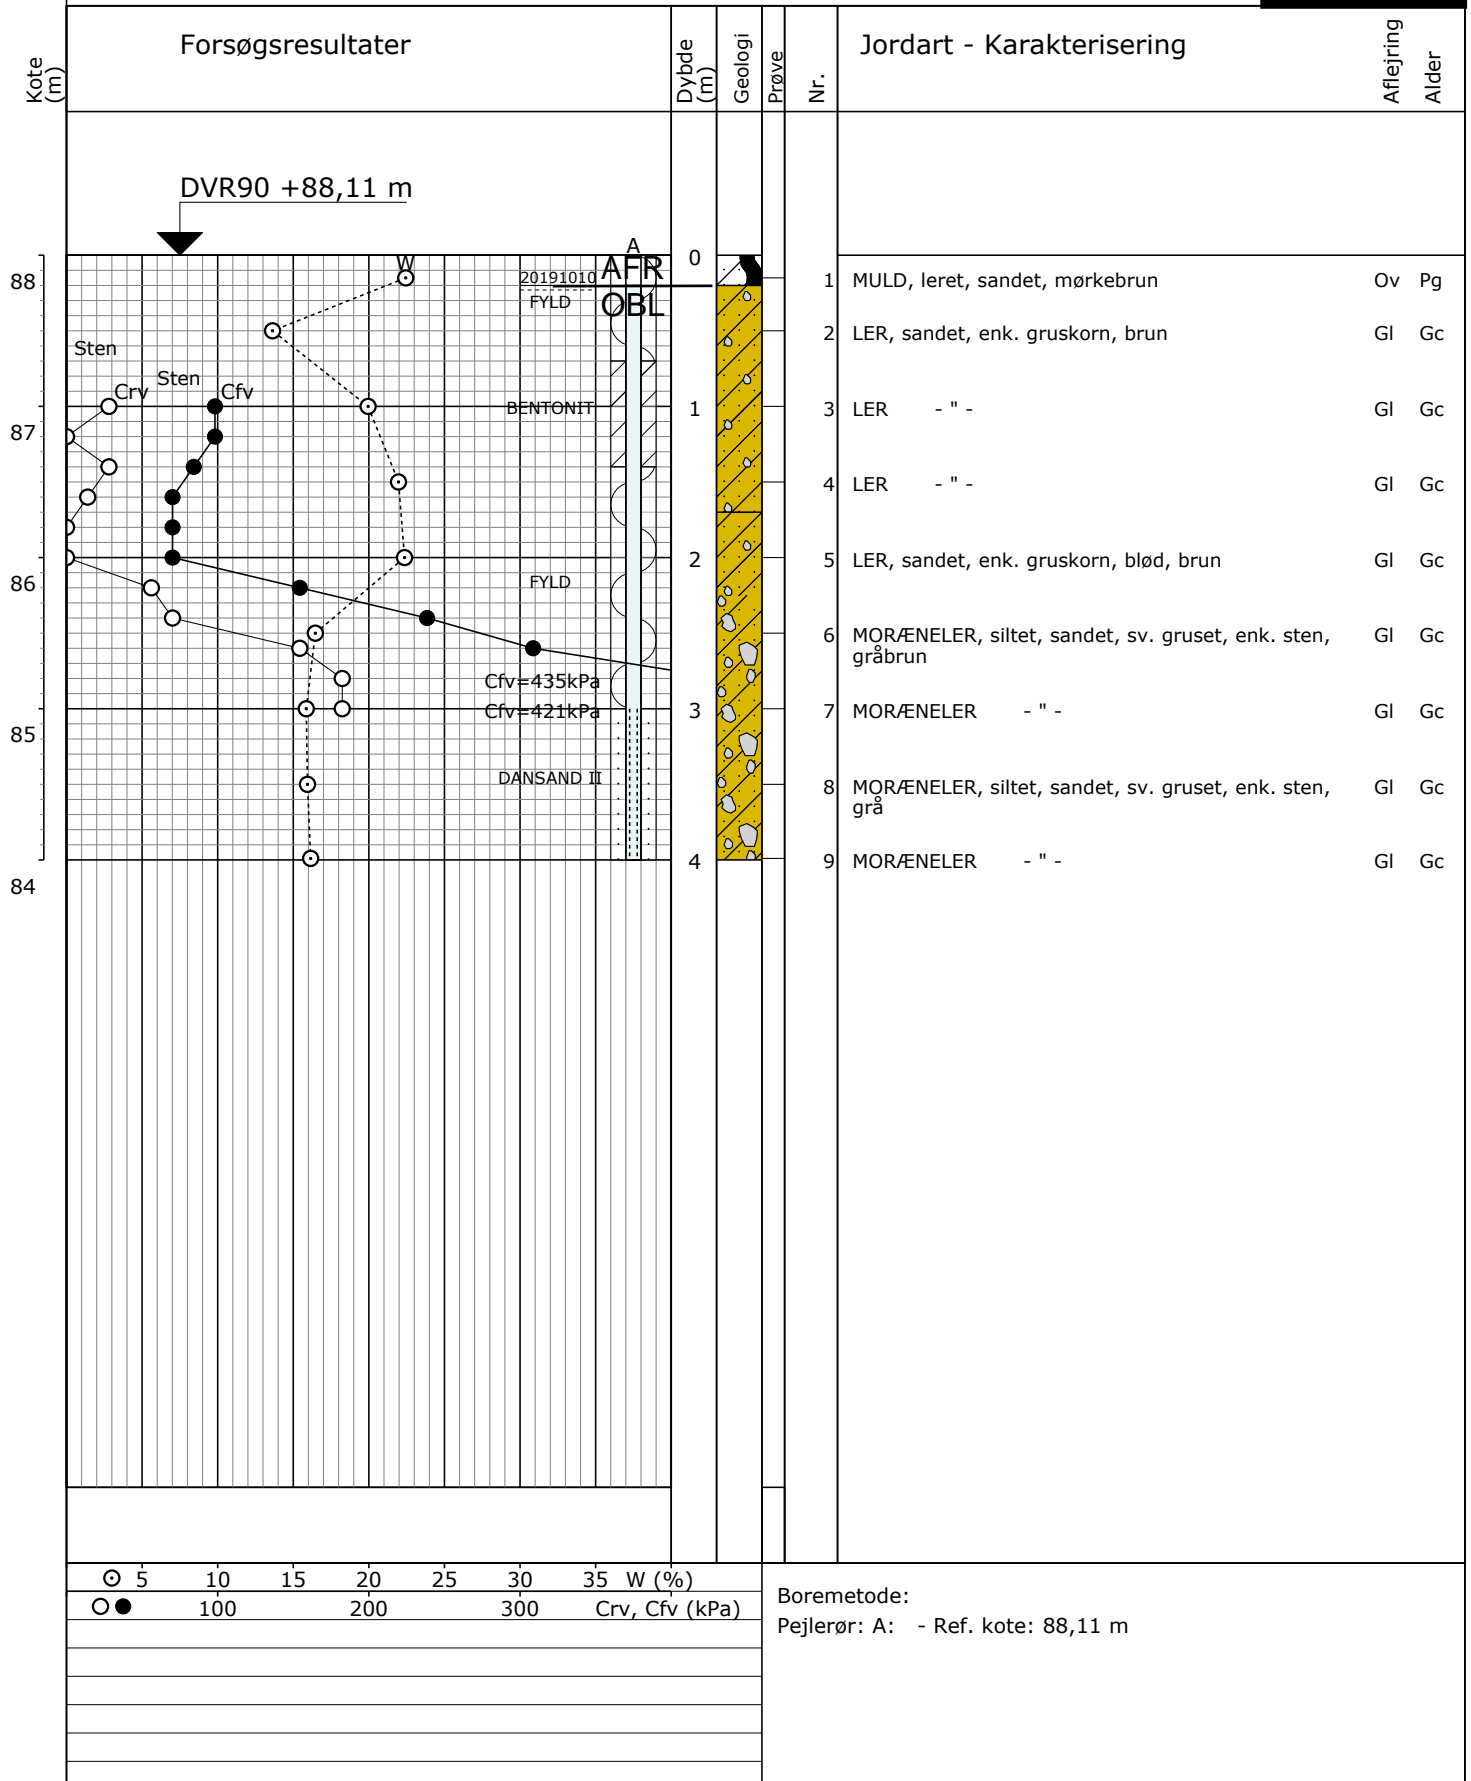 Kote (m)
Forsøgsresultater
Dybde (m)
Geologi
Prøve
Nr.
Jordart - Karakterisering
Aflejring
Alder
DVR90 +88,11 m
A
W
0
88
20191010
AFR
FYLD
OBL
1 MULD, leret, sandet, mørkebrun Ov Pg
2 LER, sandet, enk. gruskorn, brun Gl Gc
Sten
Sten
Crv
Cfv
BENTONIT
1
87
3 LER - " - Gl Gc
4 LER - " - Gl Gc
2
86
FYLD
5 LER, sandet, enk. gruskorn, blød, brun Gl Gc
6 MORÆNELER, siltet, sandet, sv. gruset, enk. sten, Gl Gc
gråbrun
Cfv=435kPa
Cfv=421kPa
3
85
7 MORÆNELER - " - Gl Gc
DANSAND II
8 MORÆNELER, siltet, sandet, sv. gruset, enk. sten, Gl Gc
grå
4
84
9 MORÆNELER - " - Gl Gc
5 10 15 20 25 30 35 W (%)
100 200 300 Crv, Cfv (kPa)
Boremetode:
Pejlerør: A: - Ref. kote: 88,11 m